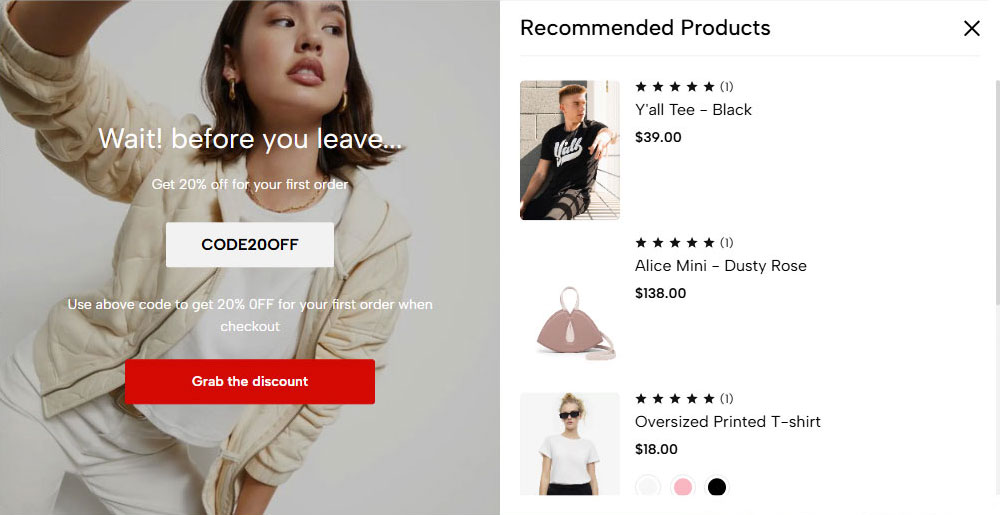 Wait! before you leave...
Get 20% off for your first order
CODE20OFF
Use above code to get 20% OFF for your first order when
checkout
Grab the discount
Recommended Products
(1)
Y'all Tee - Black
$39.00
Y'all
(1)
Alice Mini - Dusty Rose
$138.00
(1)
Oversized Printed T-shirt
$18.00